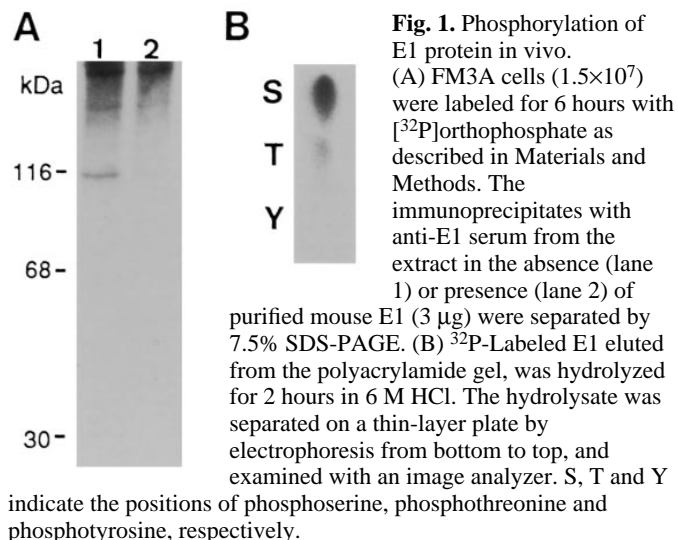 A
B
1 2
kDa
116-
68-
30-
S
T
Y
Fig. 1. Phosphorylation of
E1 protein in vivo.
(A) FM3A cells (1.5×10⁷)
were labeled for 6 hours with
[³²P]orthophosphate as
described in Materials and
Methods. The
immunoprecipitates with
anti-E1 serum from the
extract in the absence (lane
1) or presence (lane 2) of
purified mouse E1 (3 μg) were separated by
7.5% SDS-PAGE. (B) ³²P-Labeled E1 eluted
from the polyacrylamide gel, was hydrolyzed
for 2 hours in 6 M HCl. The hydrolysate was
separated on a thin-layer plate by
electrophoresis from bottom to top, and
examined with an image analyzer. S, T and Y
indicate the positions of phosphoserine, phosphothreonine and
phosphotyrosine, respectively.